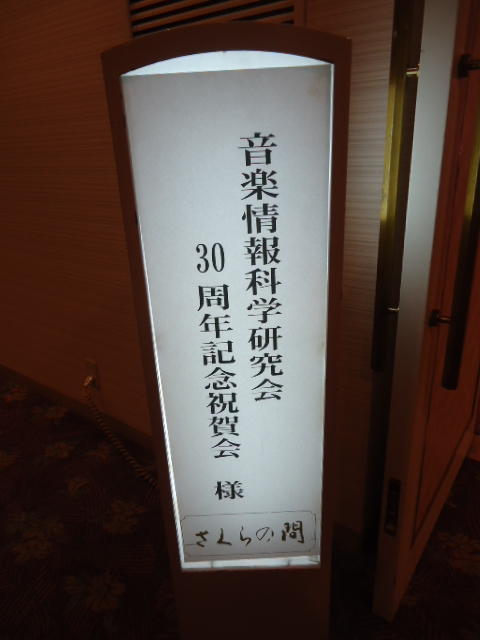 音楽情報科学研究会
30周年記念祝賀会 様
さくらの間